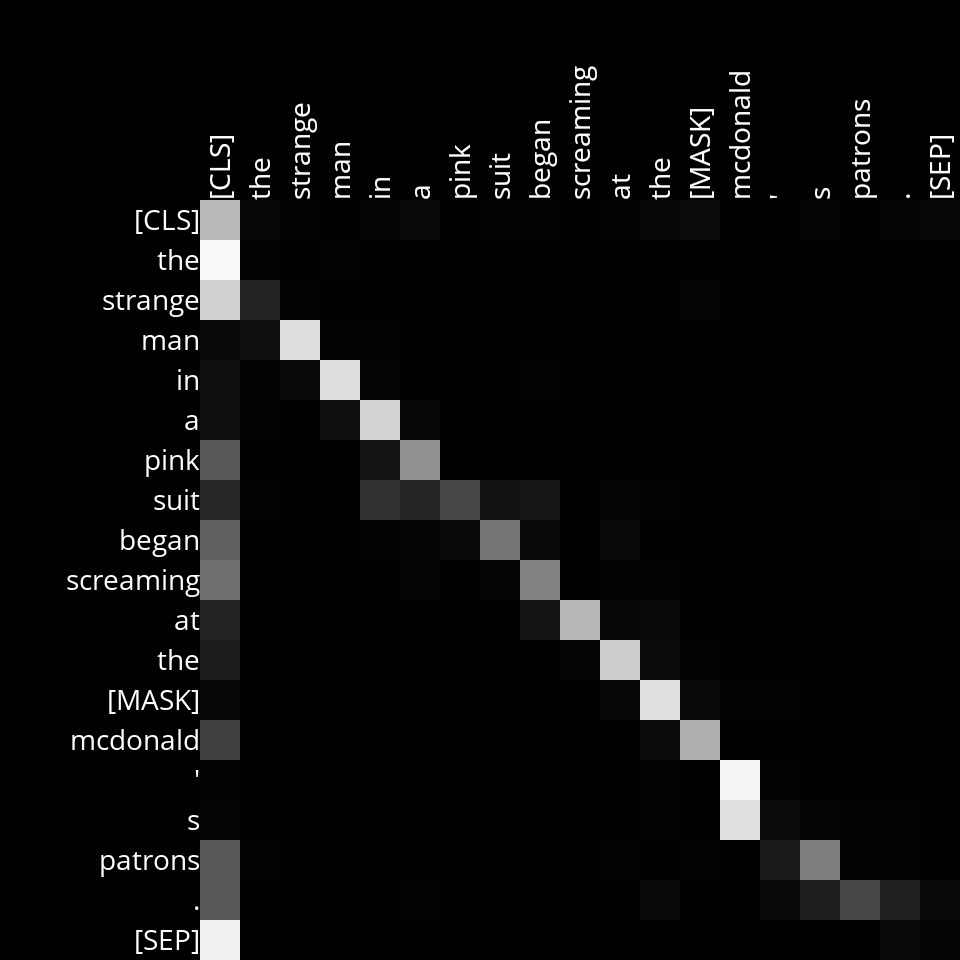 [CLS] the strange man in a pink suit began screaming at the [MASK] mcdonald ' s patrons . [SEP]
[CLS]
the
strange
man
in
a
pink
suit
began
screaming
at
the
[MASK]
mcdonald
'
s
patrons
.
[SEP]